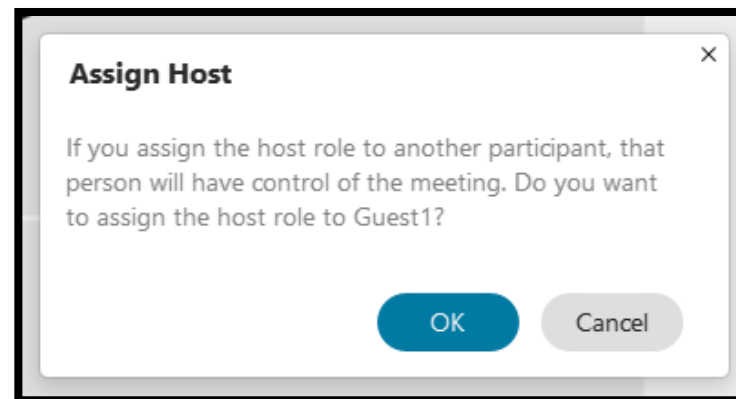 Assign Host
If you assign the host role to another participant, that
person will have control of the meeting. Do you want
to assign the host role to Guest1?
OK Cancel